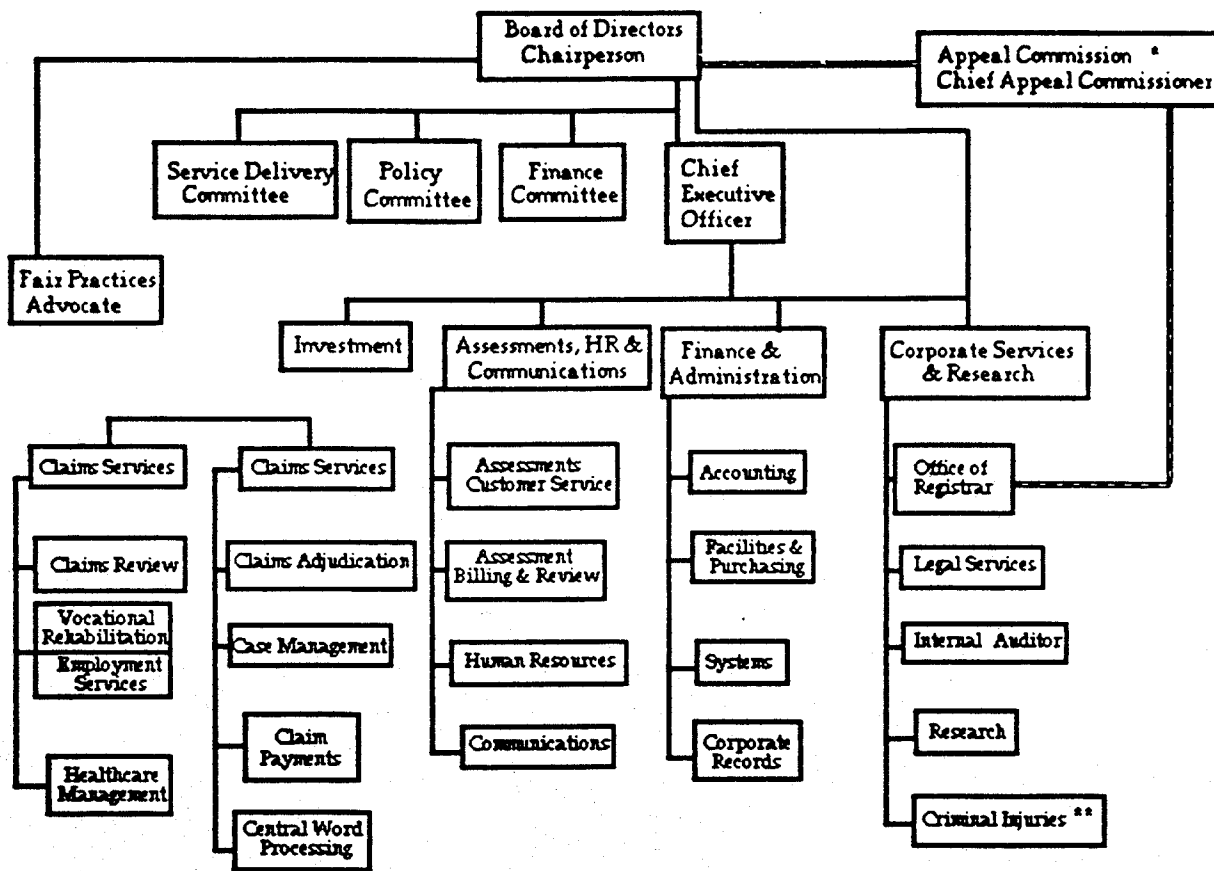 Board of Directors
Chairperson
Appeal Commission *
Chief Appeal Commissioner
Service Delivery
Committee
Policy
Committee
Finance
Committee
Chief
Executive
Officer
Fair Practices
Advocate
Investment
Assessments, HR &
Communications
Finance &
Administration
Corporate Services
& Research
Claims Services
Claims Review
Vocational
Rehabilitation
Employment
Services
Healthcare
Management
Claims Services
Claims Adjudication
Case Management
Claim
Payments
Central Word
Processing
Assessments
Customer Service
Assessment
Billing & Review
Human Resources
Communications
Accounting
Facilities &
Purchasing
Systems
Corporate
Records
Office of
Registrar
Legal Services
Internal Auditor
Research
Criminal Injuries **